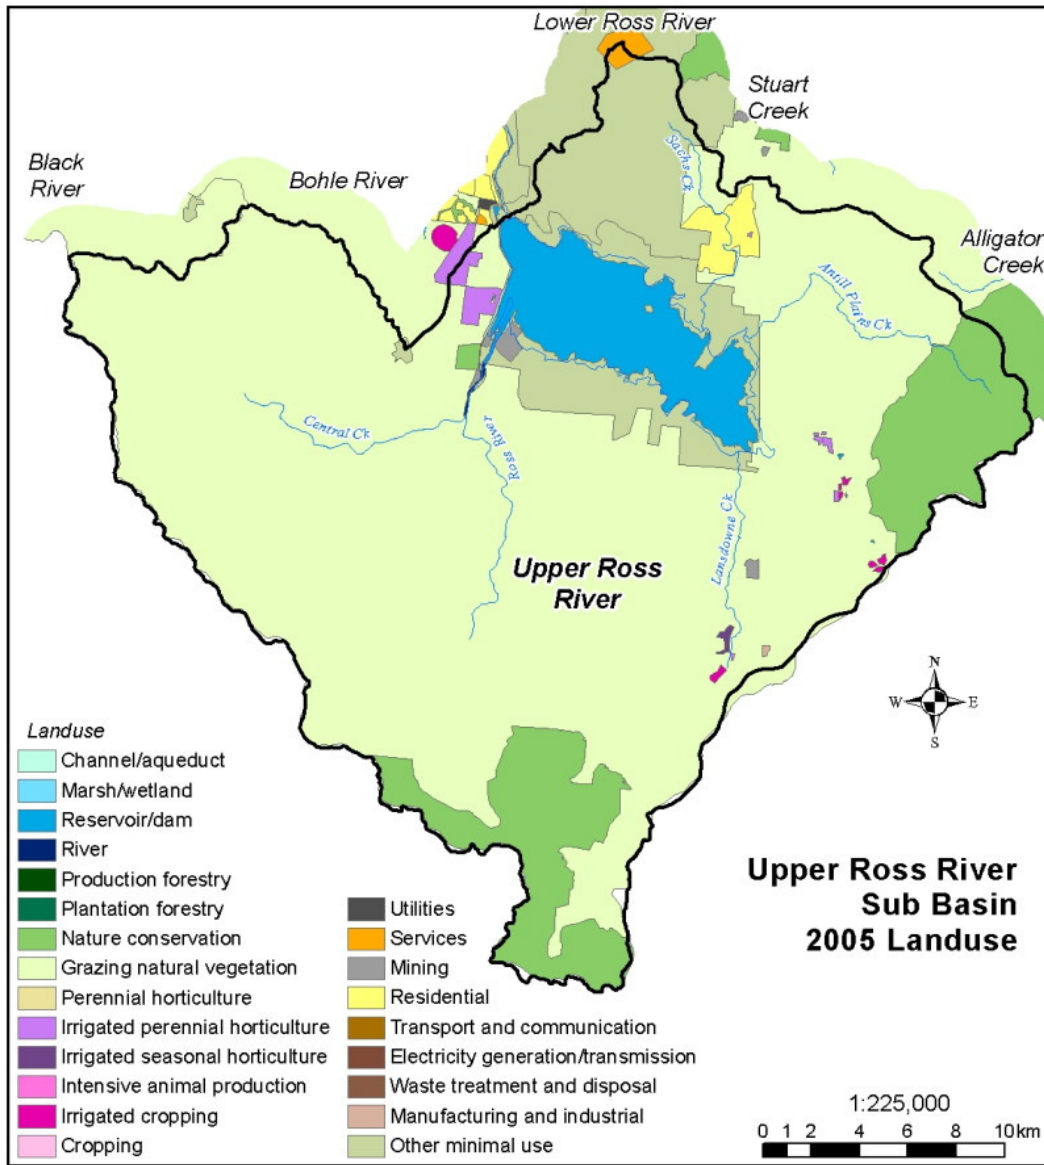 Lower Ross River
Stuart
Creek
Black
River
Bohle River
Sachs Ck
Alligator
Creek
Antill Plains Ck
Central Ck
Ross River
Lansdowne Ck
Upper Ross
River
N
W
E
S
Landuse
Channel/aqueduct
Marsh/wetland
Reservoir/dam
River
Production forestry
Plantation forestry
Nature conservation
Grazing natural vegetation
Perennial horticulture
Irrigated perennial horticulture
Irrigated seasonal horticulture
Intensive animal production
Irrigated cropping
Cropping
Utilities
Services
Mining
Residential
Transport and communication
Electricity generation/transmission
Waste treatment and disposal
Manufacturing and industrial
Other minimal use
Upper Ross River
Sub Basin
2005 Landuse
1:225,000
0 1 2 4 6 8 10 km